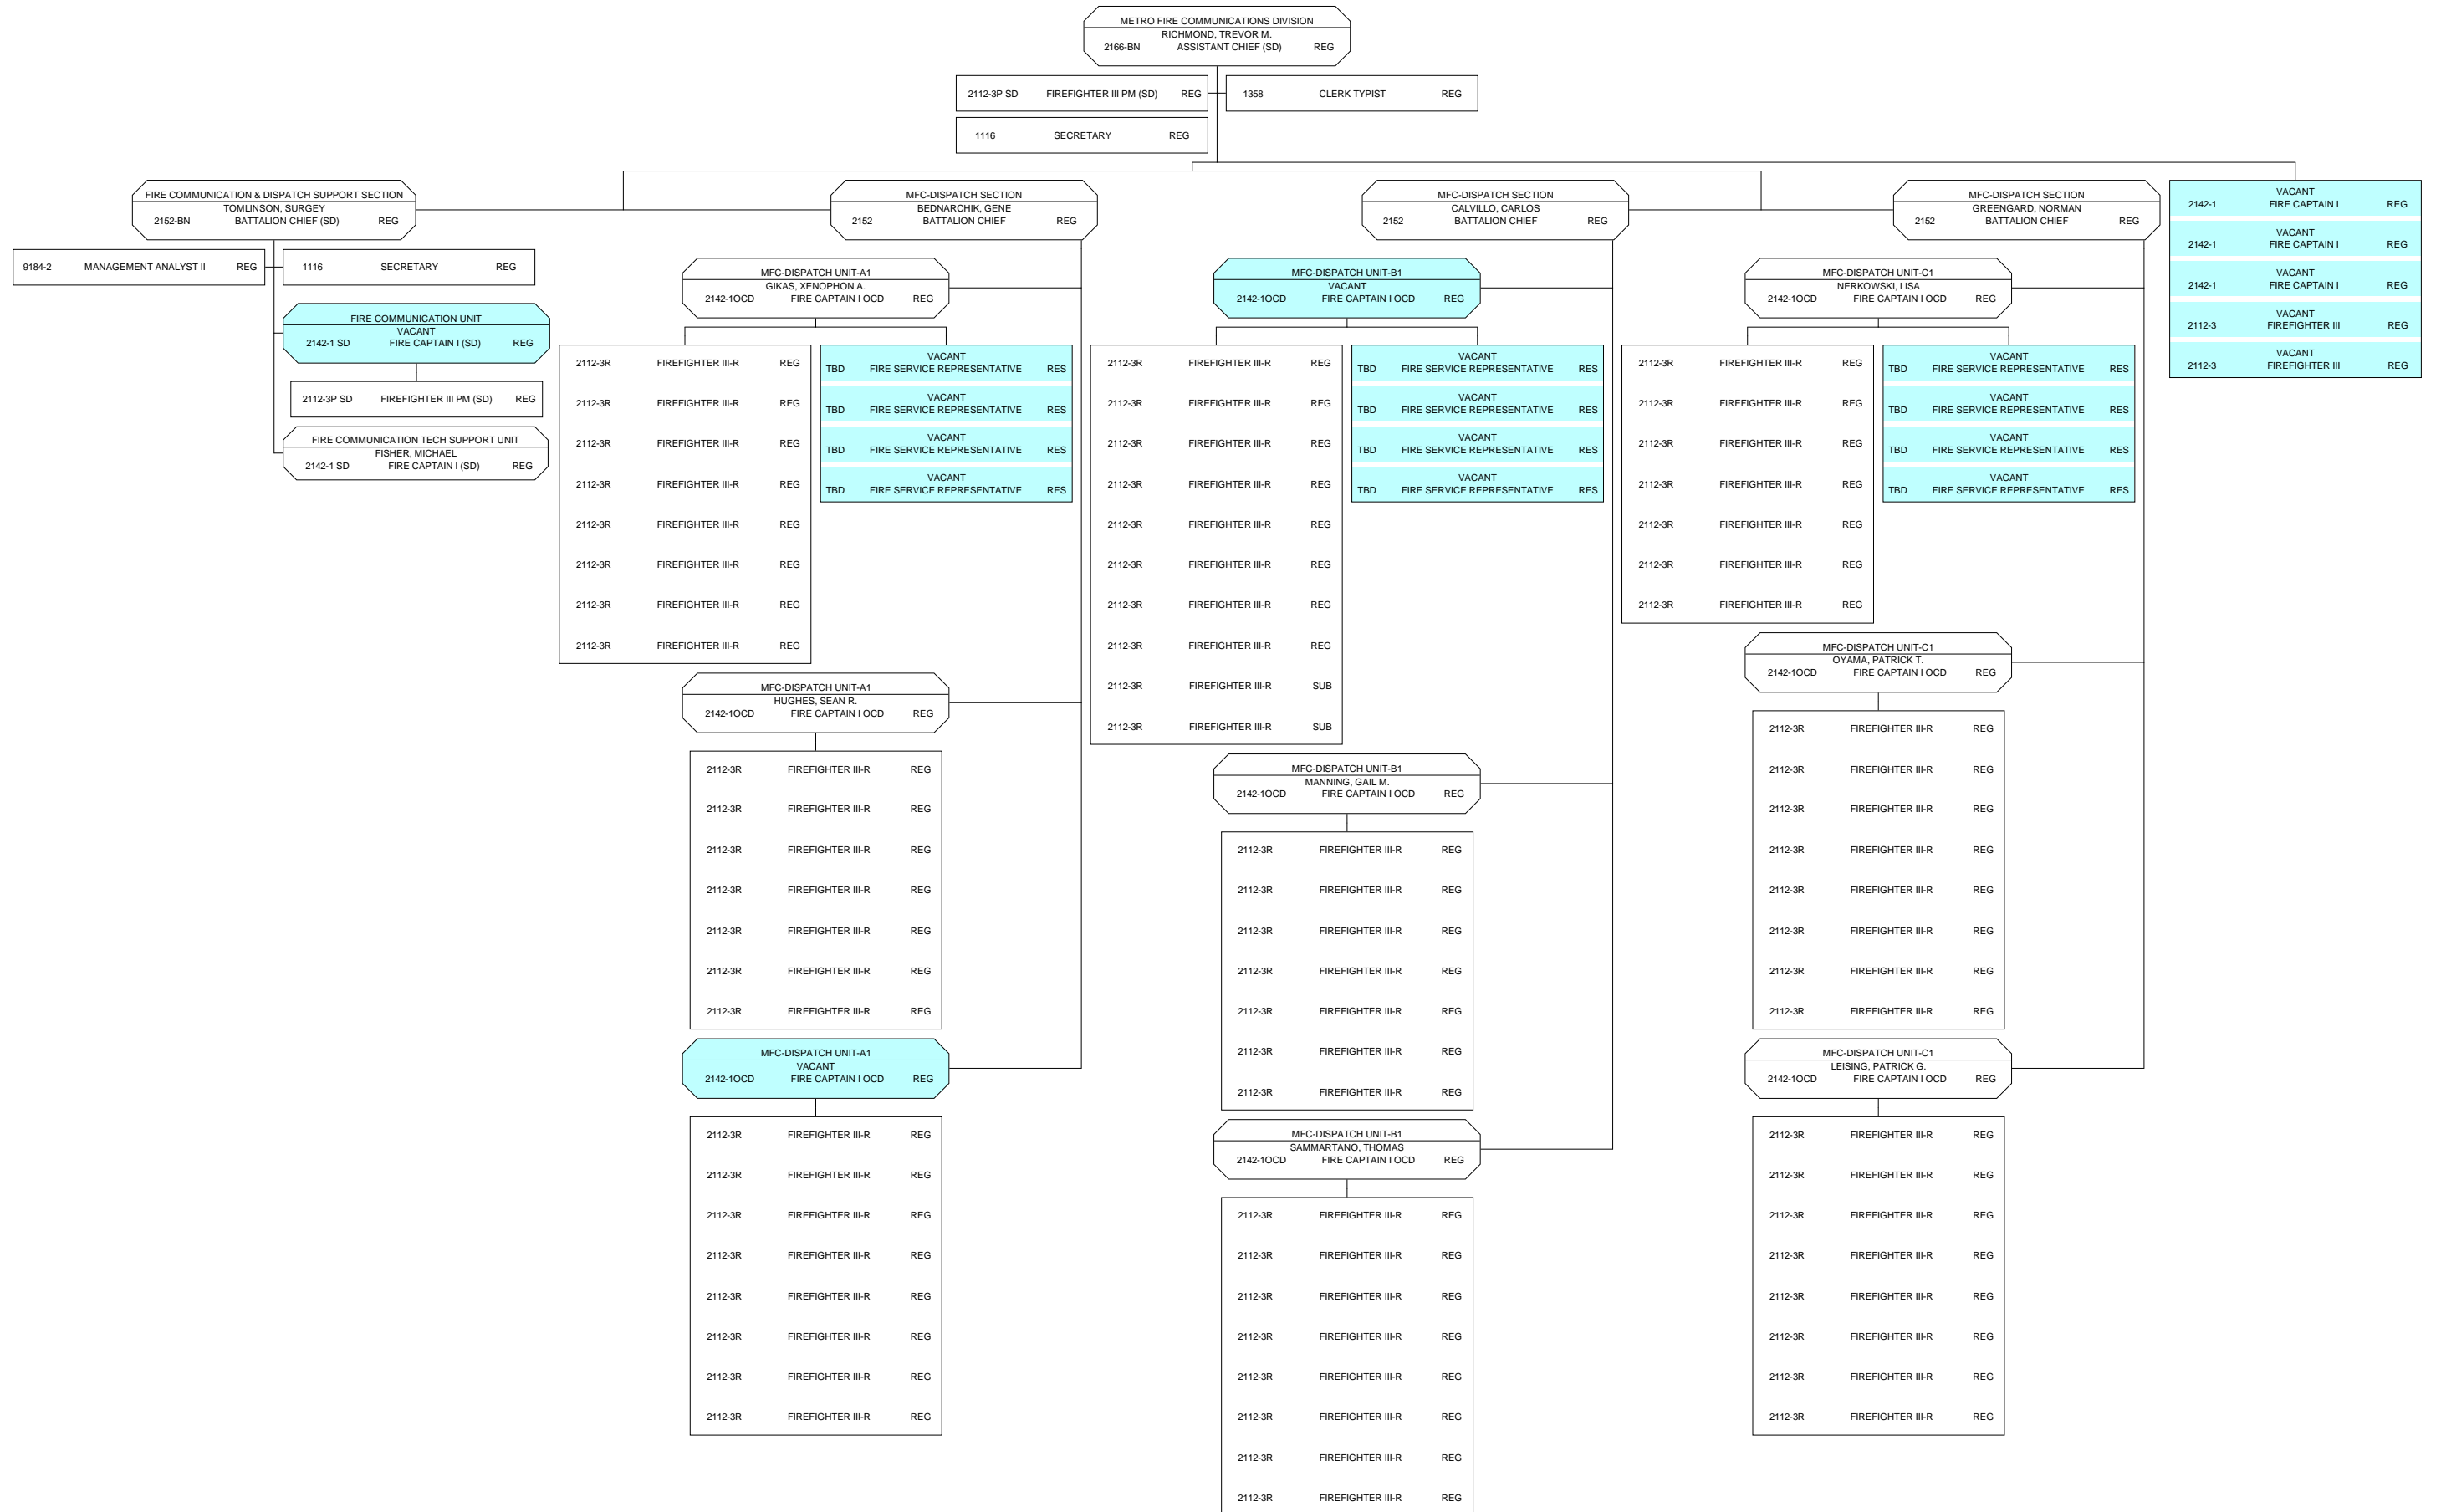 METRO FIRE COMMUNICATIONS DIVISION
RICHMOND, TREVOR M.
2166-BN ASSISTANT CHIEF (SD) REG
2112-3P SD FIREFIGHTER III PM (SD) REG
1358 CLERK TYPIST REG
1116 SECRETARY REG
FIRE COMMUNICATION & DISPATCH SUPPORT SECTION
TOMLINSON, SURGEY
2152-BN BATTALION CHIEF (SD) REG
9184-2 MANAGEMENT ANALYST II REG
1116 SECRETARY REG
FIRE COMMUNICATION UNIT
VACANT
2142-1 SD FIRE CAPTAIN I (SD) REG
2112-3P SD FIREFIGHTER III PM (SD) REG
FIRE COMMUNICATION TECH SUPPORT UNIT
FISHER, MICHAEL
2142-1 SD FIRE CAPTAIN I (SD) REG
MFC-DISPATCH SECTION
BEDNARCHIK, GENE
2152 BATTALION CHIEF REG
MFC-DISPATCH UNIT-A1
GIKAS, XENOPHON A.
2142-1OCD FIRE CAPTAIN I OCD REG
2112-3R FIREFIGHTER III-R REG
2112-3R FIREFIGHTER III-R REG
2112-3R FIREFIGHTER III-R REG
2112-3R FIREFIGHTER III-R REG
2112-3R FIREFIGHTER III-R REG
2112-3R FIREFIGHTER III-R REG
2112-3R FIREFIGHTER III-R REG
2112-3R FIREFIGHTER III-R REG
VACANT
TBD FIRE SERVICE REPRESENTATIVE RES
VACANT
TBD FIRE SERVICE REPRESENTATIVE RES
VACANT
TBD FIRE SERVICE REPRESENTATIVE RES
VACANT
TBD FIRE SERVICE REPRESENTATIVE RES
MFC-DISPATCH UNIT-A1
HUGHES, SEAN R.
2142-1OCD FIRE CAPTAIN I OCD REG
2112-3R FIREFIGHTER III-R REG
2112-3R FIREFIGHTER III-R REG
2112-3R FIREFIGHTER III-R REG
2112-3R FIREFIGHTER III-R REG
2112-3R FIREFIGHTER III-R REG
2112-3R FIREFIGHTER III-R REG
2112-3R FIREFIGHTER III-R REG
MFC-DISPATCH UNIT-A1
VACANT
2142-1OCD FIRE CAPTAIN I OCD REG
2112-3R FIREFIGHTER III-R REG
2112-3R FIREFIGHTER III-R REG
2112-3R FIREFIGHTER III-R REG
2112-3R FIREFIGHTER III-R REG
2112-3R FIREFIGHTER III-R REG
2112-3R FIREFIGHTER III-R REG
2112-3R FIREFIGHTER III-R REG
2112-3R FIREFIGHTER III-R REG
MFC-DISPATCH SECTION
CALVILLO, CARLOS
2152 BATTALION CHIEF REG
MFC-DISPATCH UNIT-B1
VACANT
2142-1OCD FIRE CAPTAIN I OCD REG
2112-3R FIREFIGHTER III-R REG
2112-3R FIREFIGHTER III-R REG
2112-3R FIREFIGHTER III-R REG
2112-3R FIREFIGHTER III-R REG
2112-3R FIREFIGHTER III-R REG
2112-3R FIREFIGHTER III-R REG
2112-3R FIREFIGHTER III-R REG
2112-3R FIREFIGHTER III-R REG
2112-3R FIREFIGHTER III-R SUB
2112-3R FIREFIGHTER III-R SUB
VACANT
TBD FIRE SERVICE REPRESENTATIVE RES
VACANT
TBD FIRE SERVICE REPRESENTATIVE RES
VACANT
TBD FIRE SERVICE REPRESENTATIVE RES
VACANT
TBD FIRE SERVICE REPRESENTATIVE RES
MFC-DISPATCH UNIT-B1
MANNING, GAIL M.
2142-1OCD FIRE CAPTAIN I OCD REG
2112-3R FIREFIGHTER III-R REG
2112-3R FIREFIGHTER III-R REG
2112-3R FIREFIGHTER III-R REG
2112-3R FIREFIGHTER III-R REG
2112-3R FIREFIGHTER III-R REG
2112-3R FIREFIGHTER III-R REG
2112-3R FIREFIGHTER III-R REG
MFC-DISPATCH UNIT-B1
SAMMARTANO, THOMAS
2142-1OCD FIRE CAPTAIN I OCD REG
2112-3R FIREFIGHTER III-R REG
2112-3R FIREFIGHTER III-R REG
2112-3R FIREFIGHTER III-R REG
2112-3R FIREFIGHTER III-R REG
2112-3R FIREFIGHTER III-R REG
2112-3R FIREFIGHTER III-R REG
2112-3R FIREFIGHTER III-R REG
2112-3R FIREFIGHTER III-R REG
MFC-DISPATCH SECTION
GREENGARD, NORMAN
2152 BATTALION CHIEF REG
MFC-DISPATCH UNIT-C1
NERKOWSKI, LISA
2142-1OCD FIRE CAPTAIN I OCD REG
2112-3R FIREFIGHTER III-R REG
2112-3R FIREFIGHTER III-R REG
2112-3R FIREFIGHTER III-R REG
2112-3R FIREFIGHTER III-R REG
2112-3R FIREFIGHTER III-R REG
2112-3R FIREFIGHTER III-R REG
2112-3R FIREFIGHTER III-R REG
VACANT
TBD FIRE SERVICE REPRESENTATIVE RES
VACANT
TBD FIRE SERVICE REPRESENTATIVE RES
VACANT
TBD FIRE SERVICE REPRESENTATIVE RES
VACANT
TBD FIRE SERVICE REPRESENTATIVE RES
MFC-DISPATCH UNIT-C1
OYAMA, PATRICK T.
2142-1OCD FIRE CAPTAIN I OCD REG
2112-3R FIREFIGHTER III-R REG
2112-3R FIREFIGHTER III-R REG
2112-3R FIREFIGHTER III-R REG
2112-3R FIREFIGHTER III-R REG
2112-3R FIREFIGHTER III-R REG
2112-3R FIREFIGHTER III-R REG
2112-3R FIREFIGHTER III-R REG
2112-3R FIREFIGHTER III-R REG
MFC-DISPATCH UNIT-C1
LEISING, PATRICK G.
2142-1OCD FIRE CAPTAIN I OCD REG
2112-3R FIREFIGHTER III-R REG
2112-3R FIREFIGHTER III-R REG
2112-3R FIREFIGHTER III-R REG
2112-3R FIREFIGHTER III-R REG
2112-3R FIREFIGHTER III-R REG
2112-3R FIREFIGHTER III-R REG
2112-3R FIREFIGHTER III-R REG
2112-3R FIREFIGHTER III-R REG
VACANT
2142-1 FIRE CAPTAIN I REG
VACANT
2142-1 FIRE CAPTAIN I REG
VACANT
2142-1 FIRE CAPTAIN I REG
VACANT
2112-3 FIREFIGHTER III REG
VACANT
2112-3 FIREFIGHTER III REG